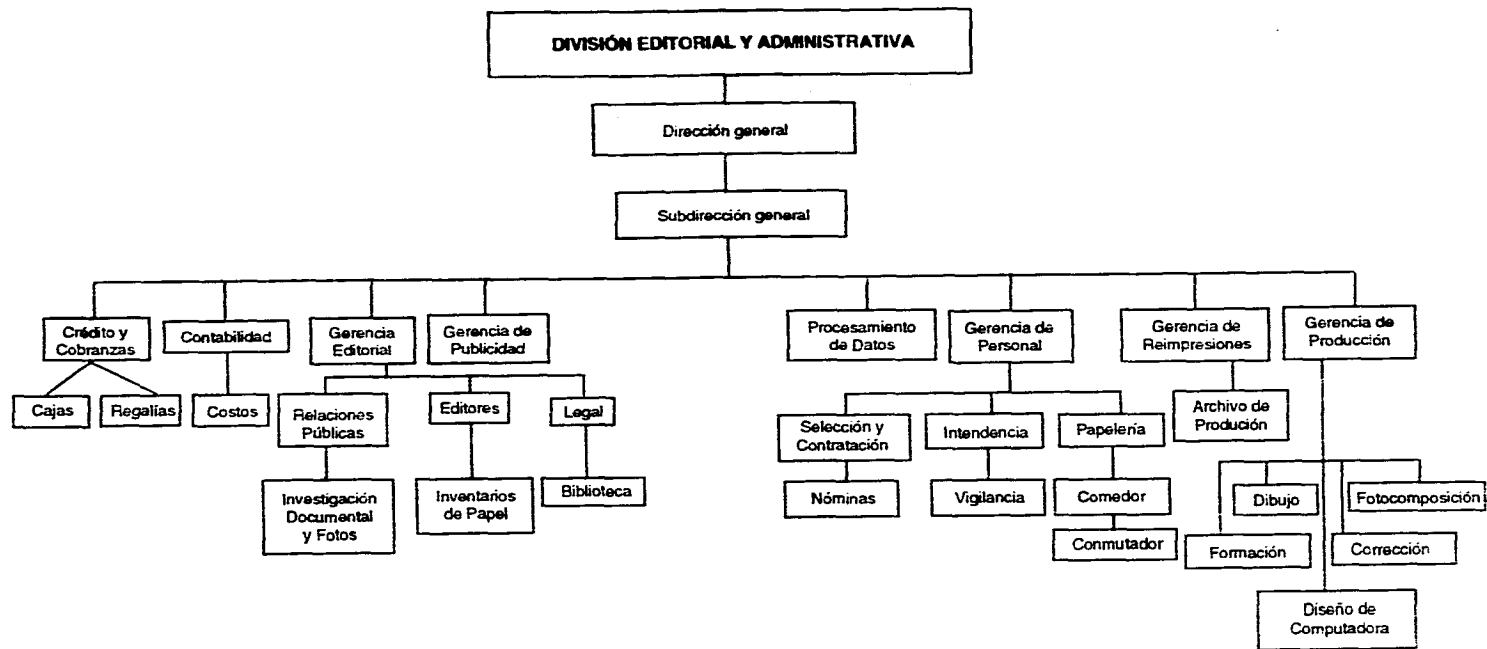 DIVISIÓN EDITORIAL Y ADMINISTRATIVA
Dirección general
Subdirección general
Crédito y
Cobranzas
Contabilidad
Gerencia
Editorial
Gerencia de
Publicidad
Procesamiento
de Datos
Gerencia de
Personal
Gerencia de
Reimpresiones
Gerencia de
Producción
Cajas
Regalías
Costos
Relaciones
Públicas
Editores
Legal
Selección y
Contratación
Intendencia
Papelería
Archivo de
Produción
Investigación
Documental
y Fotos
Inventarios
de Papel
Biblioteca
Nóminas
Vigilancia
Comedor
Conmutador
Dibujo
Fotocomposición
Formación
Corrección
Diseño de
Computadora